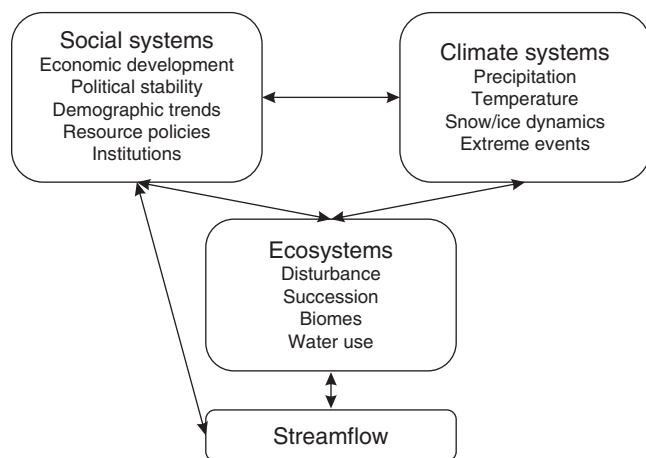 Social systems
Economic development
Political stability
Demographic trends
Resource policies
Institutions
Climate systems
Precipitation
Temperature
Snow/ice dynamics
Extreme events
Ecosystems
Disturbance
Succession
Biomes
Water use
Streamflow